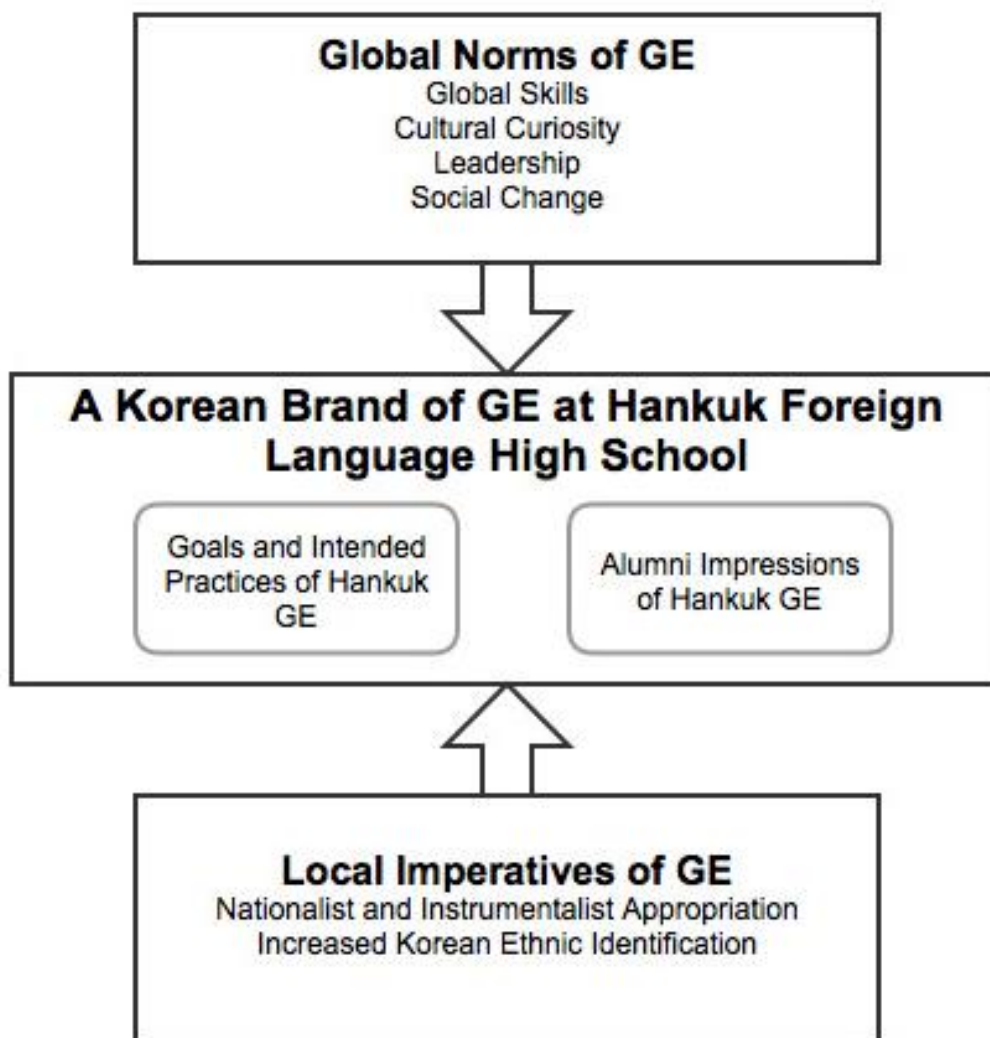 Global Norms of GE
Global Skills
Cultural Curiosity
Leadership
Social Change
A Korean Brand of GE at Hankuk Foreign
Language High School
Goals and Intended
Practices of Hankuk
GE
Alumni Impressions
of Hankuk GE
Local Imperatives of GE
Nationalist and Instrumentalist Appropriation
Increased Korean Ethnic Identification